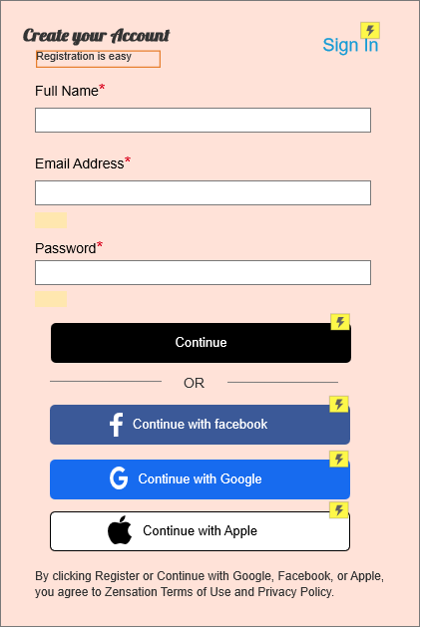 Create your Account
Sign In
Registration is easy
Full Name*
Email Address*
Password*
Continue
OR
Continue with facebook
Continue with Google
Continue with Apple
By clicking Register or Continue with Google, Facebook, or Apple,
you agree to Zensation Terms of Use and Privacy Policy.